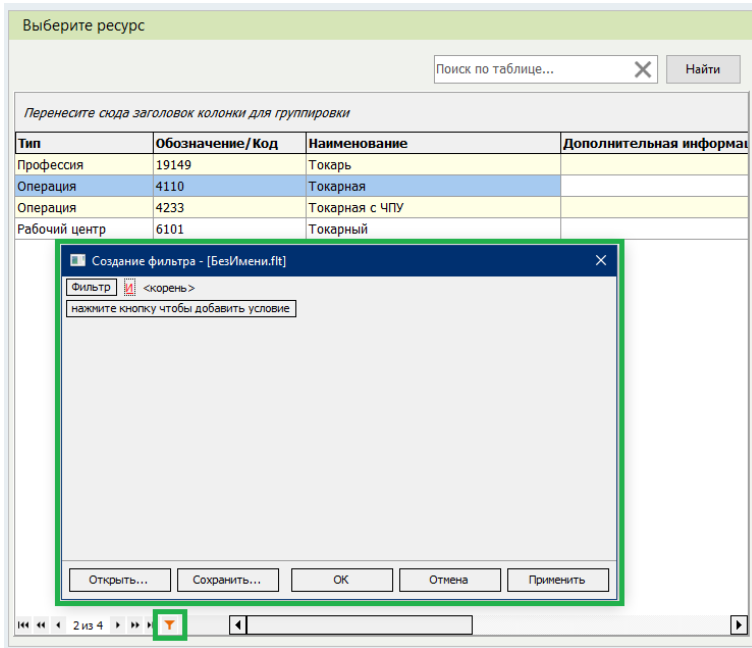 Выберите ресурс
Поиск по таблице... Найти
Перенесите сюда заголовок колонки для группировки
Тип Обозначение/Код Наименование Дополнительная информац
Профессия 19149 Токарь
Операция 4110 Токарная
Операция 4233 Токарная с ЧПУ
Рабочий центр 6101 Токарный
Создание фильтра - [БезИмени.flt]
Фильтр И <корень>
нажмите кнопку чтобы добавить условие
Открыть... Сохранить... ОК Отмена Применить
2 из 4